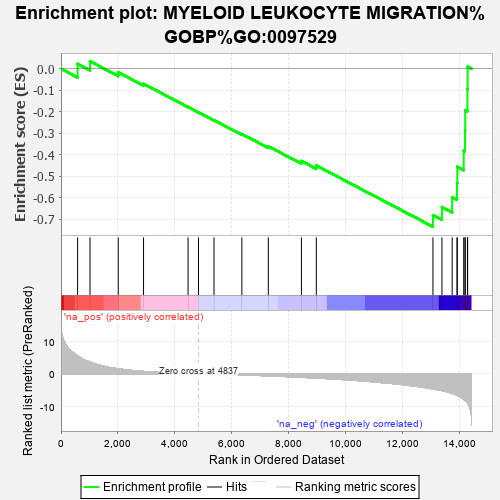 Enrichment plot: MYELOID LEUKOCYTE MIGRATION%
GOBP%GO:0097529
Enrichment score (ES)
0.0
-0.1
-0.2
-0.3
-0.4
-0.5
-0.6
-0.7
'na_pos' (positively correlated)
Ranked list metric (PreRanked)
10
5
0
-5
-10
Zero cross at 4837
'na_neg' (negatively correlated)
0
2,000
4,000
6,000
8,000
10,000
12,000
14,000
Rank in Ordered Dataset
Enrichment profile
Hits
Ranking metric scores